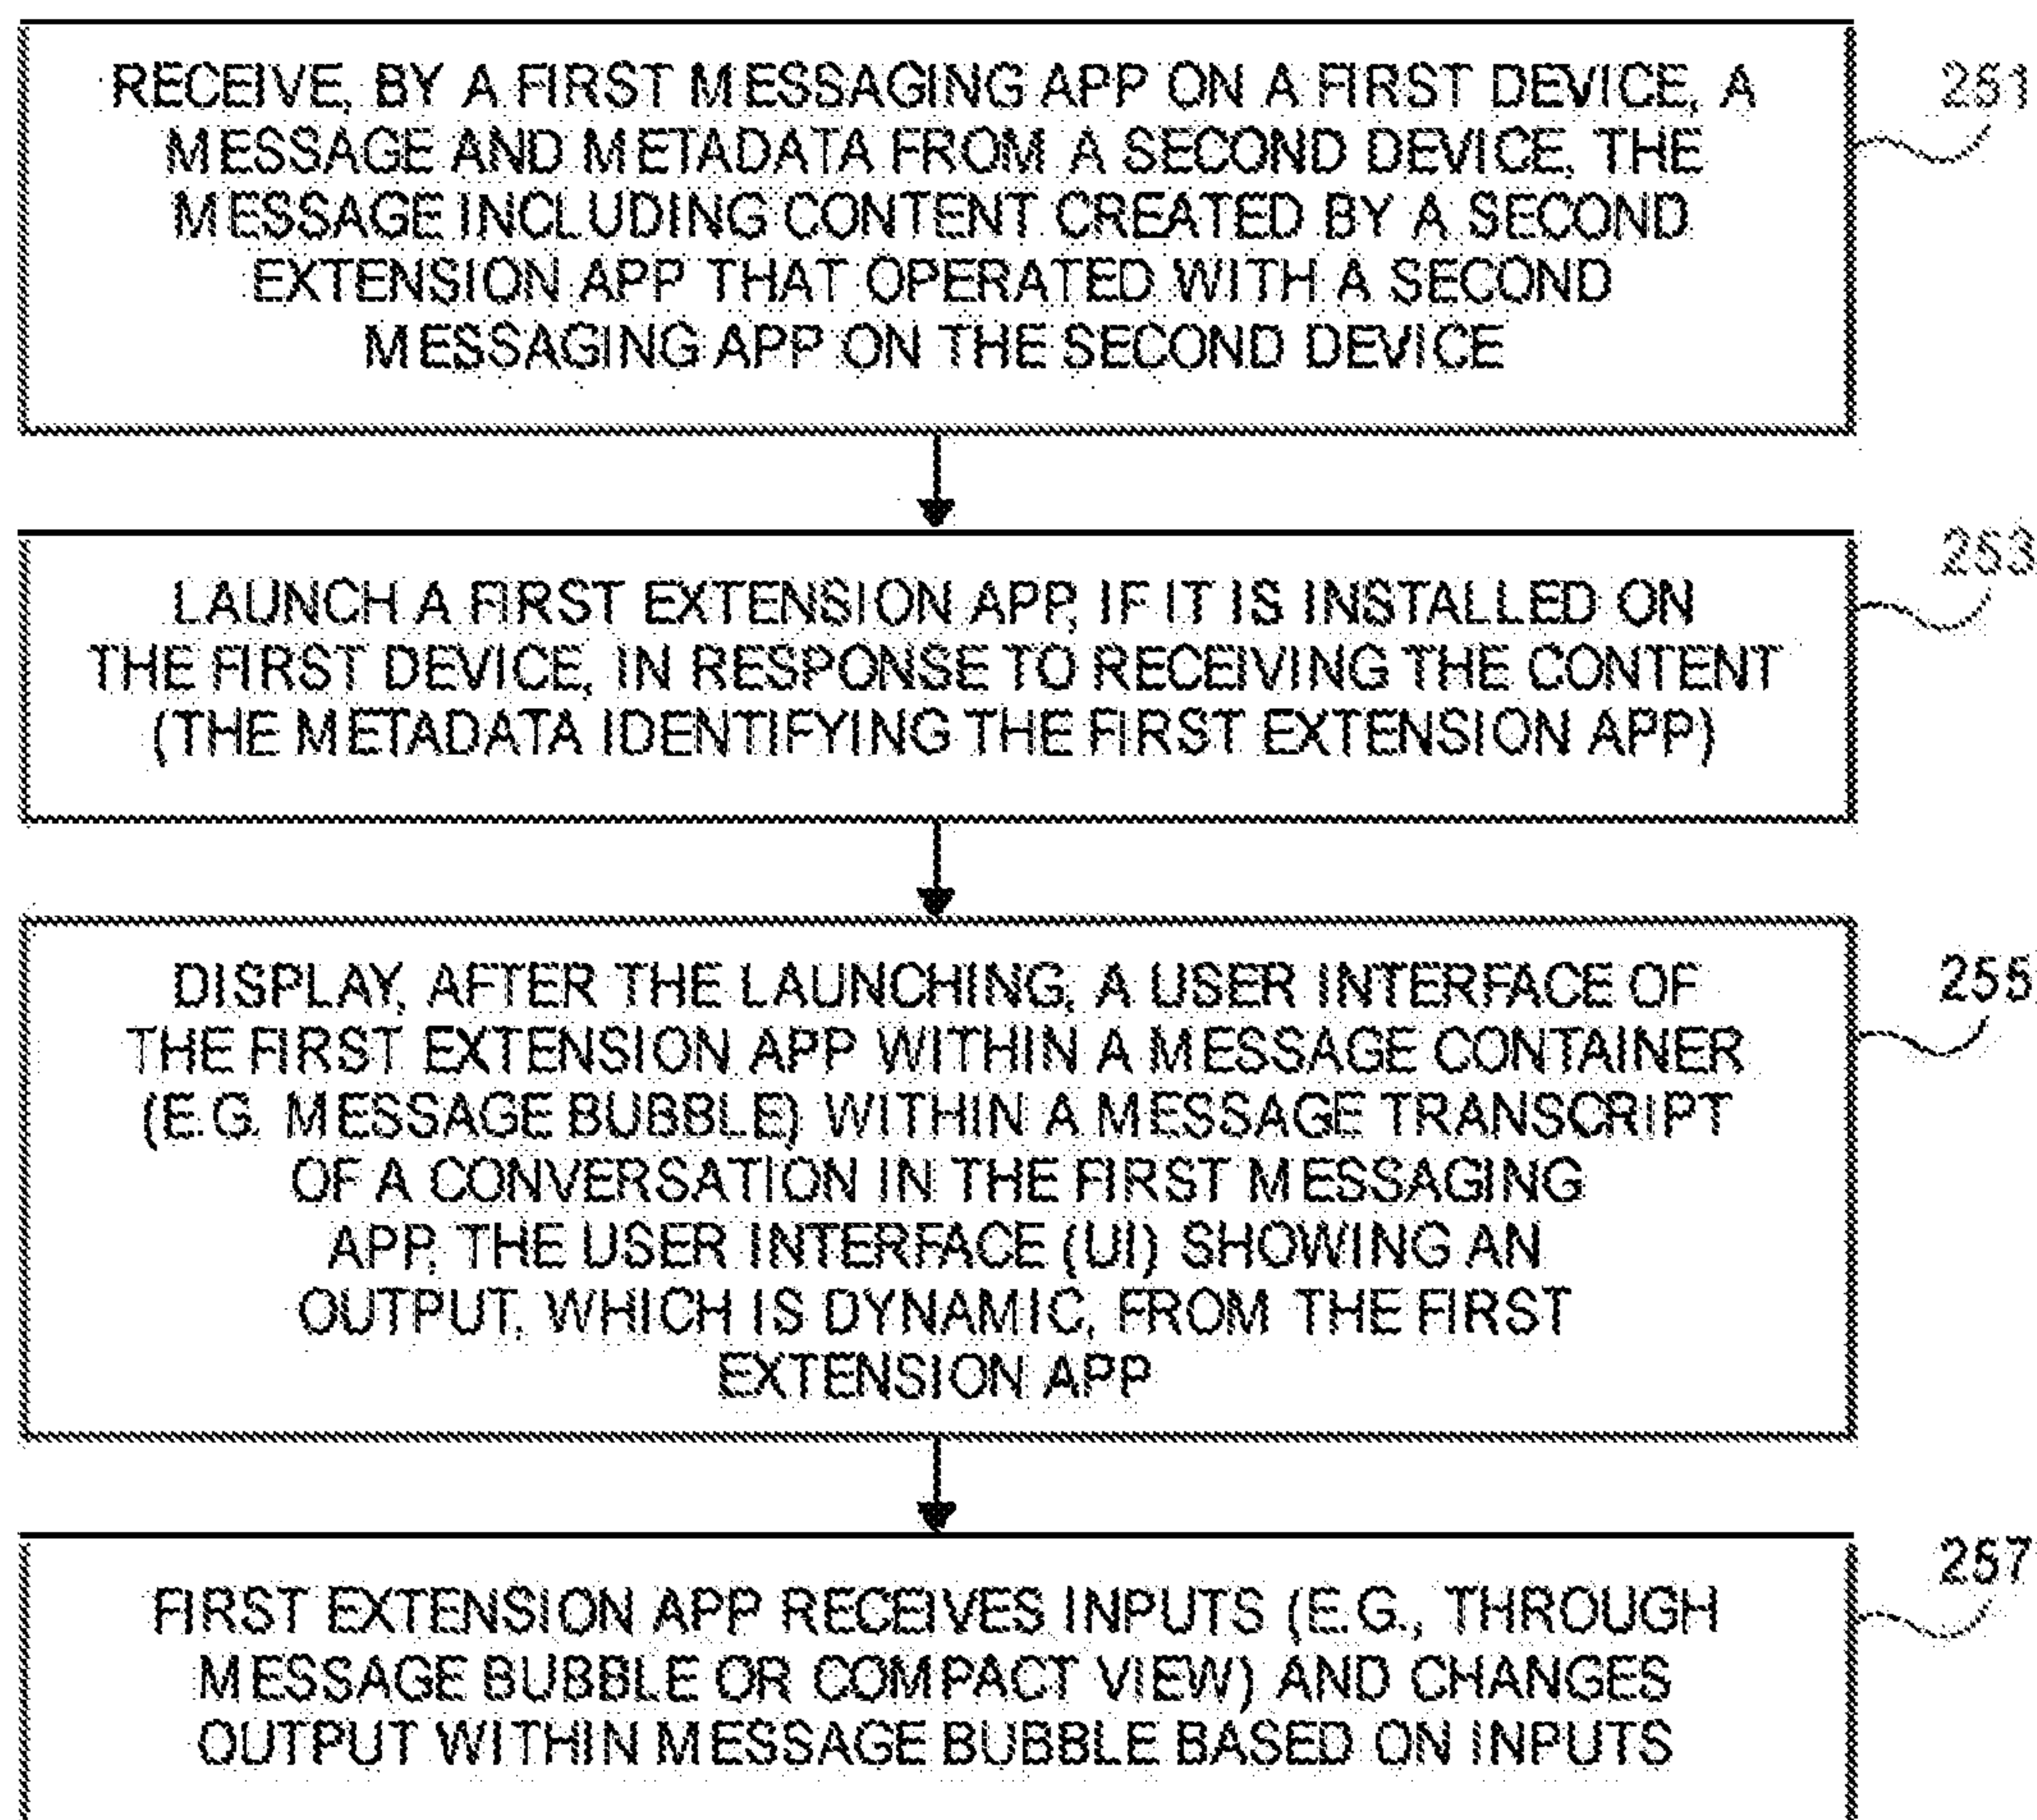 RECEIVE, BY A FIRST MESSAGING APP ON A FIRST DEVICE, A
MESSAGE AND METADATA FROM A SECOND DEVICE, THE
MESSAGE INCLUDING CONTENT CREATED BY A SECOND
EXTENSION APP THAT OPERATED WITH A SECOND
MESSAGING APP ON THE SECOND DEVICE
251
LAUNCH A FIRST EXTENSION APP, IF IT IS INSTALLED ON
THE FIRST DEVICE, IN RESPONSE TO RECEIVING THE CONTENT
(THE METADATA IDENTIFYING THE FIRST EXTENSION APP)
253
DISPLAY, AFTER THE LAUNCHING, A USER INTERFACE OF
THE FIRST EXTENSION APP WITHIN A MESSAGE CONTAINER
(E.G. MESSAGE BUBBLE) WITHIN A MESSAGE TRANSCRIPT
OF A CONVERSATION IN THE FIRST MESSAGING
APP, THE USER INTERFACE (UI) SHOWING AN
OUTPUT, WHICH IS DYNAMIC, FROM THE FIRST
EXTENSION APP
255
FIRST EXTENSION APP RECEIVES INPUTS (E.G., THROUGH
MESSAGE BUBBLE OR COMPACT VIEW) AND CHANGES
OUTPUT WITHIN MESSAGE BUBBLE BASED ON INPUTS
257